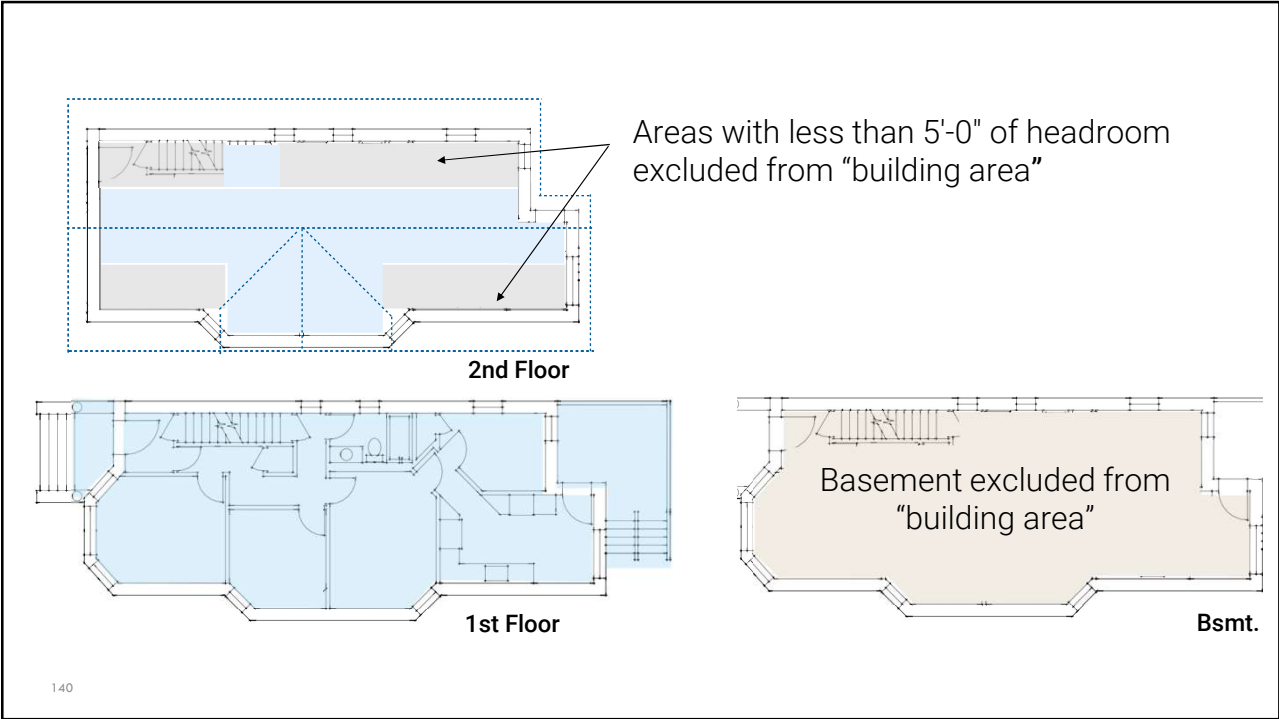 Areas with less than 5'-0" of headroom
excluded from “building area”
2nd Floor
1st Floor
Basement excluded from
“building area”
Bsmt.
140